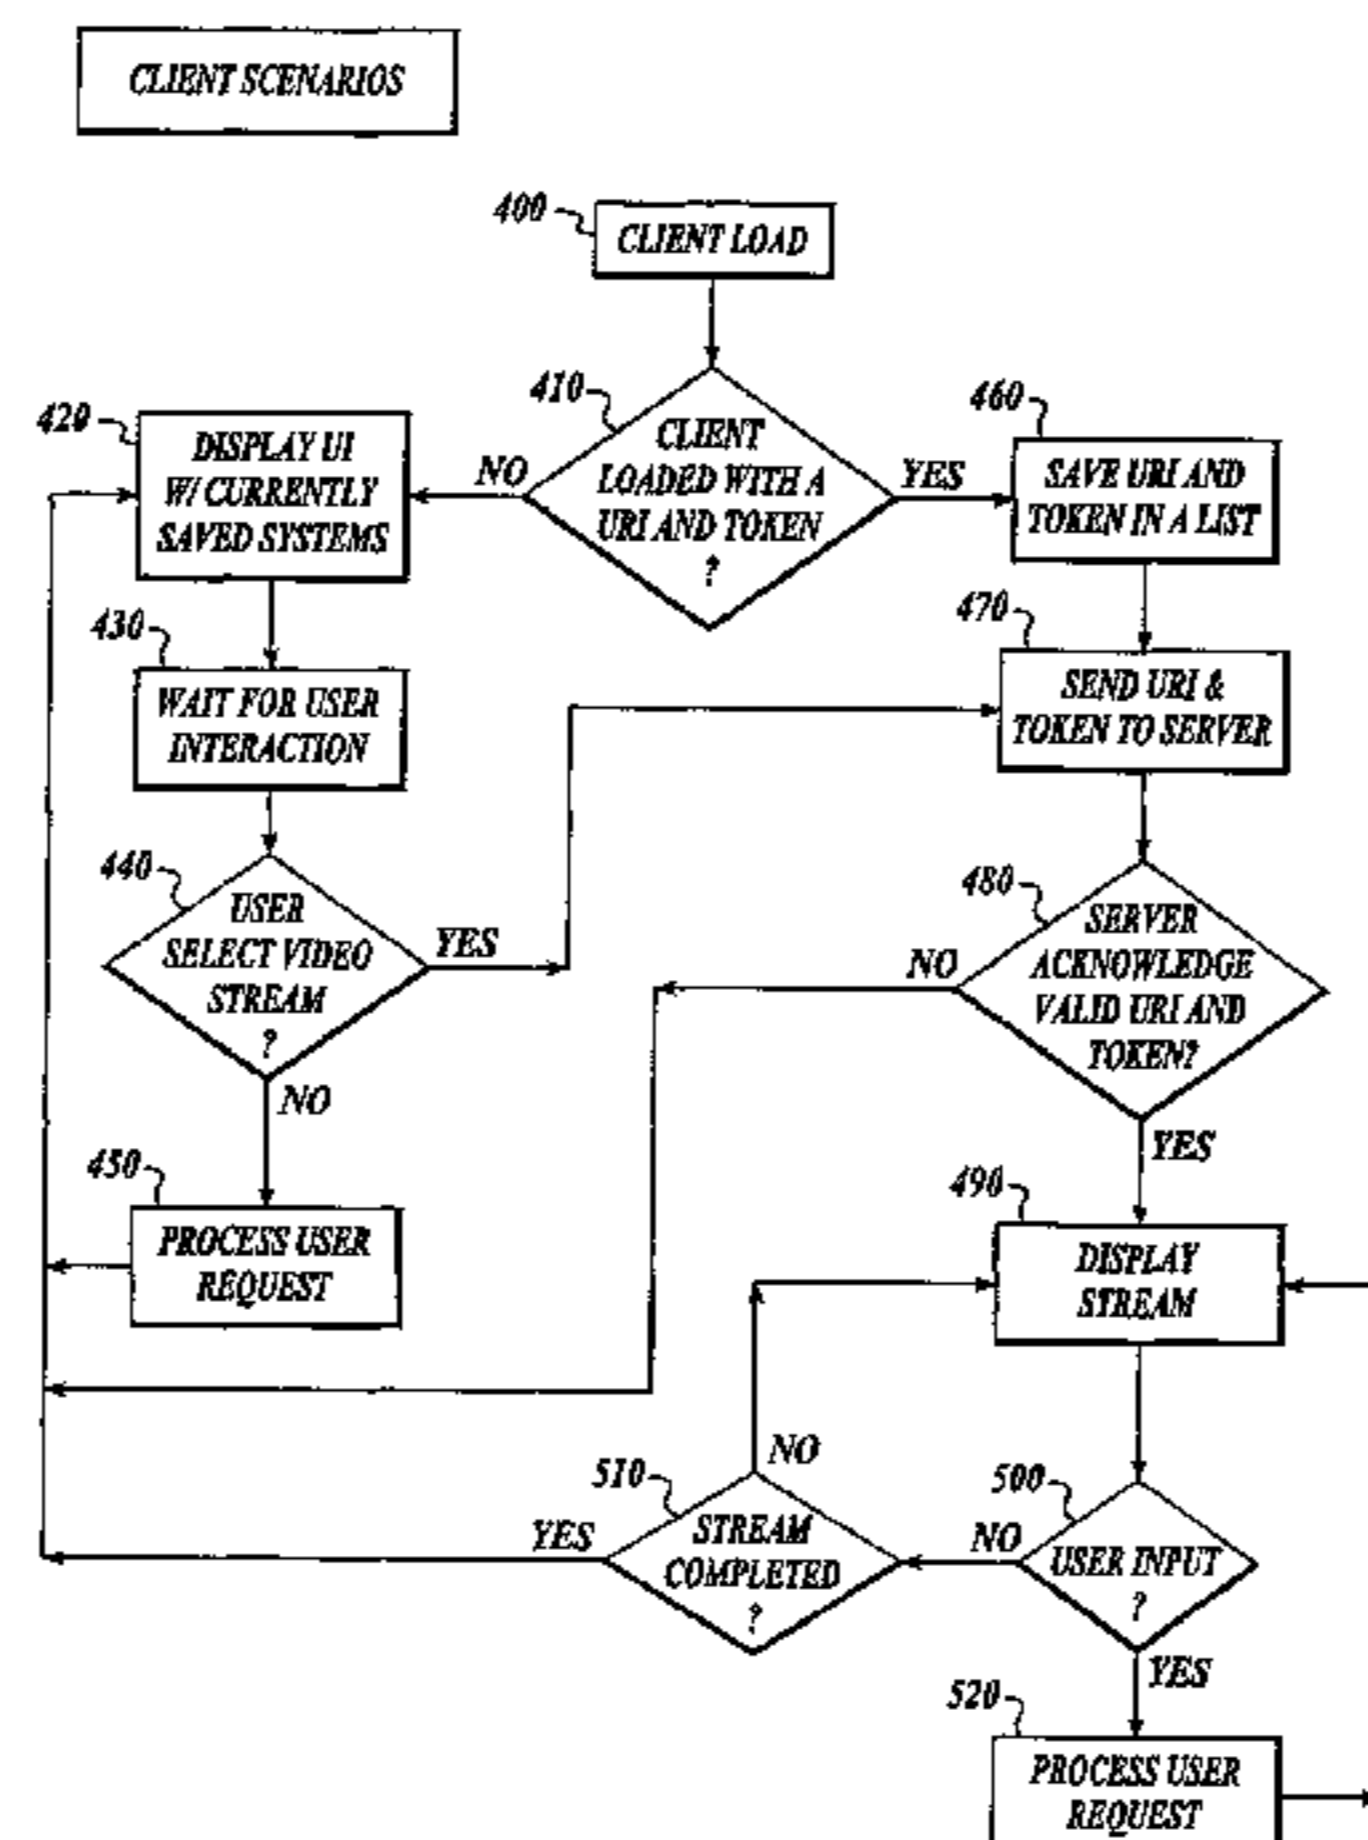 CLIENT SCENARIOS
400
CLIENT LOAD
410
CLIENT
LOADED WITH A
URI AND TOKEN
?
NO
YES
420
DISPLAY UI
W/ CURRENTLY
SAVED SYSTEMS
430
WAIT FOR USER
INTERACTION
440
USER
SELECT VIDEO
STREAM
?
YES
NO
450
PROCESS USER
REQUEST
460
SAVE URI AND
TOKEN IN A LIST
470
SEND URI &
TOKEN TO SERVER
480
SERVER
ACKNOWLEDGE
VALID URI AND
TOKEN?
NO
YES
490
DISPLAY
STREAM
500
USER INPUT
?
NO
YES
510
STREAM
COMPLETED
?
NO
YES
520
PROCESS USER
REQUEST